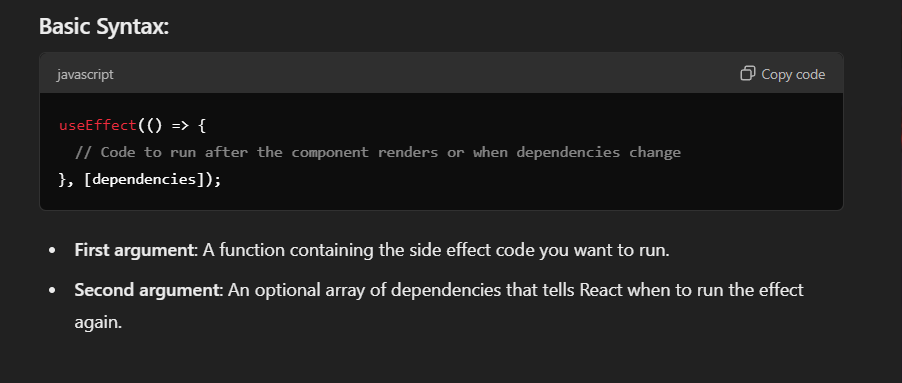 Basic Syntax:
javascript
Copy code
useEffect(() => {
  // Code to run after the component renders or when dependencies change
}, [dependencies]);
• First argument: A function containing the side effect code you want to run.
• Second argument: An optional array of dependencies that tells React when to run the effect
again.